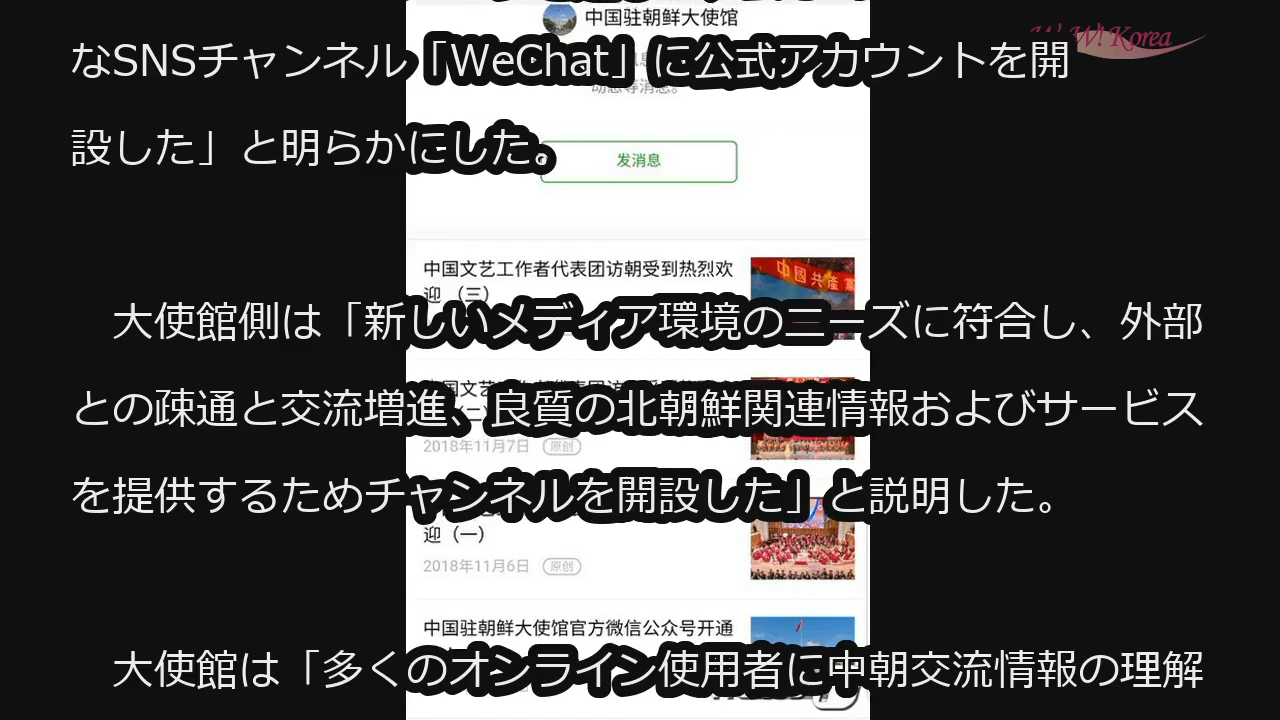 中国驻朝鲜大使馆
Korea
なSNSチャンネル「WeChat」に公式アカウントを開
设した」と明らかにした。
发消息
中国文艺工作者代表团访朝受到热烈欢
迎 （三）
大使館側は「新しいメディア環境のニーズに符合し、外部
との疎通と交流増進、良質の北朝鮮関連情報およびサービス
2018年11月7日 原创
を提供するためチャンネルを開設した」と説明した。
迎（一）
2018年11月6日 原创
中国驻朝鲜大使馆官方微信公众号开通
大使館は「多くのオンライン使用者に中朝交流情報の理解